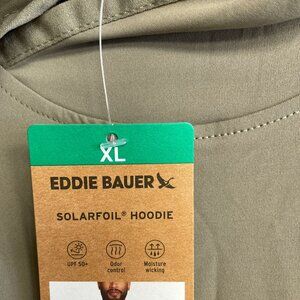 XL
EDDIE BAUER
SOLARFOIL® HOODIE
UPF 50+ Odor control Moisture wicking